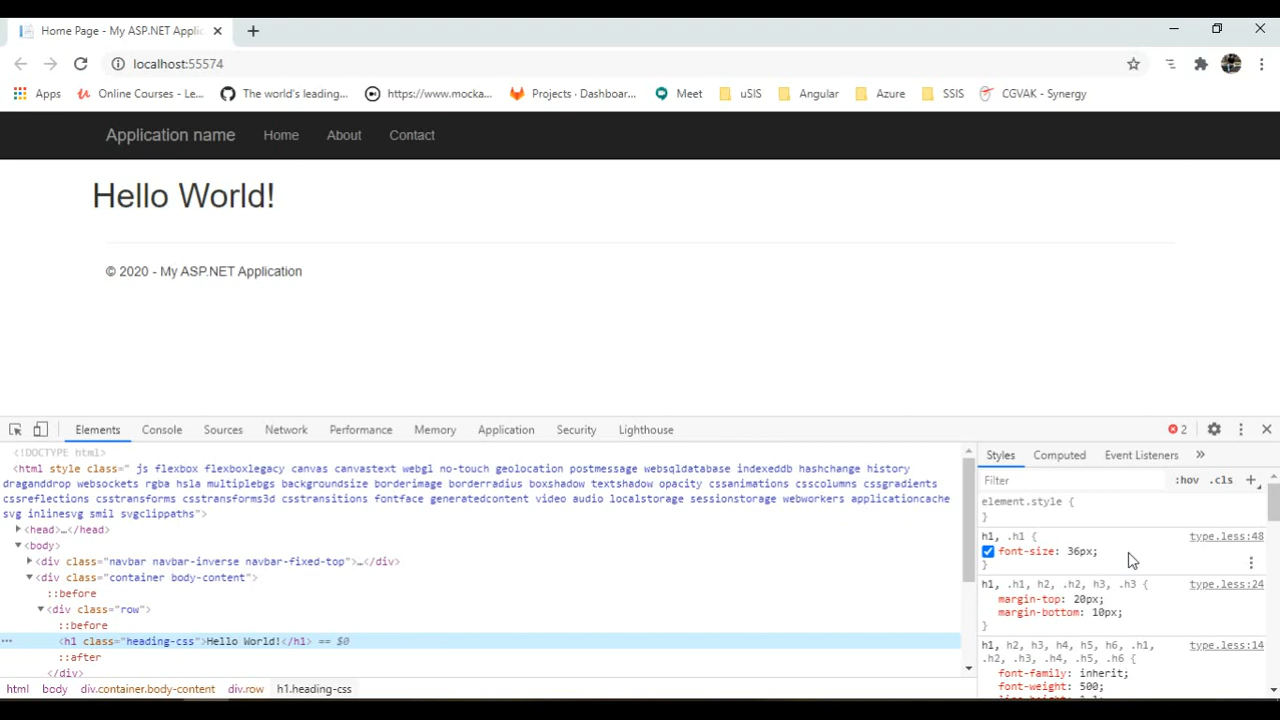 Home Page - My ASP.NET Applic
localhost:55574
Apps Online Courses - Le... The world's leading... https://www.mocka... Projects · Dashboar... Meet uSIS Angular Azure SSIS CGVAK - Synergy
Application name Home About Contact
Hello World!
© 2020 - My ASP.NET Application
Elements Console Sources Network Performance Memory Application Security Lighthouse 2
<!DOCTYPE html>
<html style class=" js flexbox flexboxlegacy canvas canvastext webgl no-touch geolocation postmessage websqldatabase indexeddb hashchange history
draganddrop websockets rgba hsla multiplebgs backgroundsize borderimage borderradius boxshadow textshadow opacity cssanimations csscolumns cssgradients
cssreflections csstransforms csstransforms3d csstransitions fontface generatedcontent video audio localstorage sessionstorage webworkers applicationcache
svg inlinesvg smil svgclippaths">
<head>…</head>
<body>
<div class="navbar navbar-inverse navbar-fixed-top">…</div>
<div class="container body-content">
::before
<div class="row">
::before
<h1 class="heading-css">Hello World!</h1> == $0
::after
</div>
html body div.container.body-content div.row h1.heading-css
Styles Computed Event Listeners »
Filter :hov .cls +
element.style {
}
h1, .h1 { type.less:48
font-size: 36px;
}
h1, .h1, h2, .h2, h3, .h3 { type.less:24
margin-top: 20px;
margin-bottom: 10px;
}
h1, h2, h3, h4, h5, h6, .h1, type.less:14
.h2, .h3, .h4, .h5, .h6 {
font-family: inherit;
font-weight: 500;